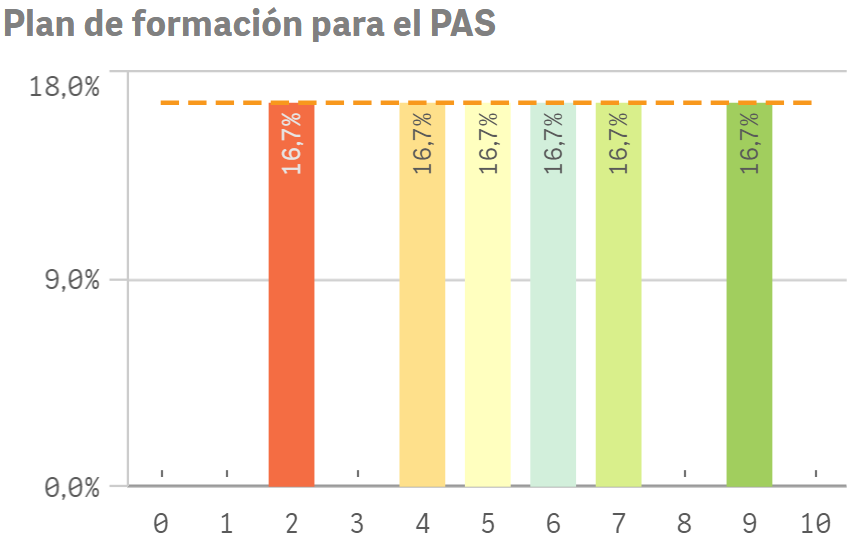 Plan de formación para el PAS
18,0%
16,7% 16,7% 16,7% 16,7% 16,7% 16,7%
9,0%
0,0%
0 1 2 3 4 5 6 7 8 9 10